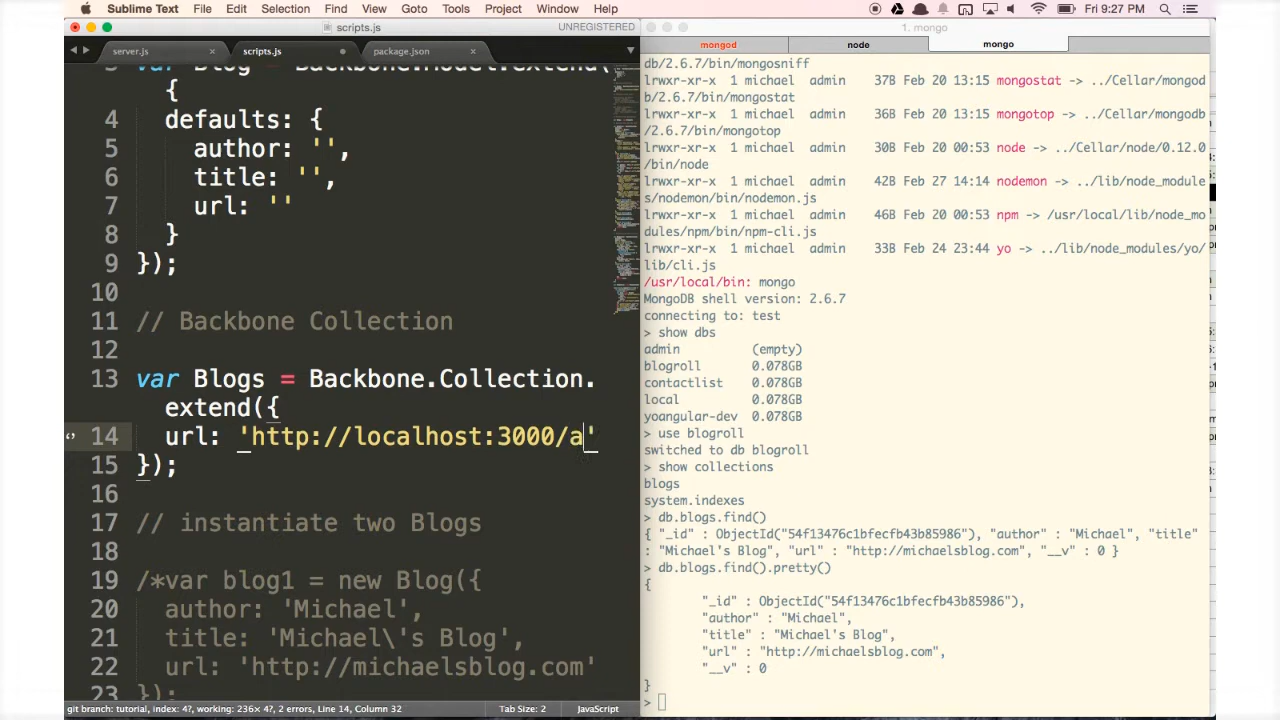 Sublime Text File Edit Selection Find View Goto Tools Project Window Help Fri 9:27 PM
scripts.js UNREGISTERED
server.js scripts.js package.json
{
4 defaults: {
5 author: '',
6 title: '',
7 url: ''
8 }
9 });
10
11 // Backbone Collection
12
13 var Blogs = Backbone.Collection.
extend({
14 url: 'http://localhost:3000/a'
15 });
16
17 // instantiate two Blogs
18
19 /*var blog1 = new Blog({
20 author: 'Michael',
21 title: 'Michael\'s Blog',
22 url: 'http://michaelsblog.com'
23 });
git branch: tutorial, index: 4?, working: 236× 4?, 2 errors, Line 14, Column 32 Tab Size: 2 JavaScript
1. mongo
mongod node mongo
db/2.6.7/bin/mongosniff
lrwxr-xr-x 1 michael admin 37B Feb 20 13:15 mongostat -> ../Cellar/mongod
b/2.6.7/bin/mongostat
lrwxr-xr-x 1 michael admin 36B Feb 20 13:15 mongotop -> ../Cellar/mongodb
/2.6.7/bin/mongotop
lrwxr-xr-x 1 michael admin 30B Feb 20 00:53 node -> ../Cellar/node/0.12.0
/bin/node
lrwxr-xr-x 1 michael admin 42B Feb 27 14:14 nodemon -> ../lib/node_module
s/nodemon/bin/nodemon.js
lrwxr-xr-x 1 michael admin 46B Feb 20 00:53 npm -> /usr/local/lib/node_mo
dules/npm/bin/npm-cli.js
lrwxr-xr-x 1 michael admin 33B Feb 24 23:44 yo -> ../lib/node_modules/yo/
lib/cli.js
/usr/local/bin: mongo
MongoDB shell version: 2.6.7
connecting to: test
> show dbs
admin (empty)
blogroll 0.078GB
contactlist 0.078GB
local 0.078GB
yoangular-dev 0.078GB
> use blogroll
switched to db blogroll
> show collections
blogs
system.indexes
> db.blogs.find()
{ "_id" : ObjectId("54f13476c1bfecfb43b85986"), "author" : "Michael", "title"
: "Michael's Blog", "url" : "http://michaelsblog.com", "__v" : 0 }
> db.blogs.find().pretty()
{
"_id" : ObjectId("54f13476c1bfecfb43b85986"),
"author" : "Michael",
"title" : "Michael's Blog",
"url" : "http://michaelsblog.com",
"__v" : 0
}
>